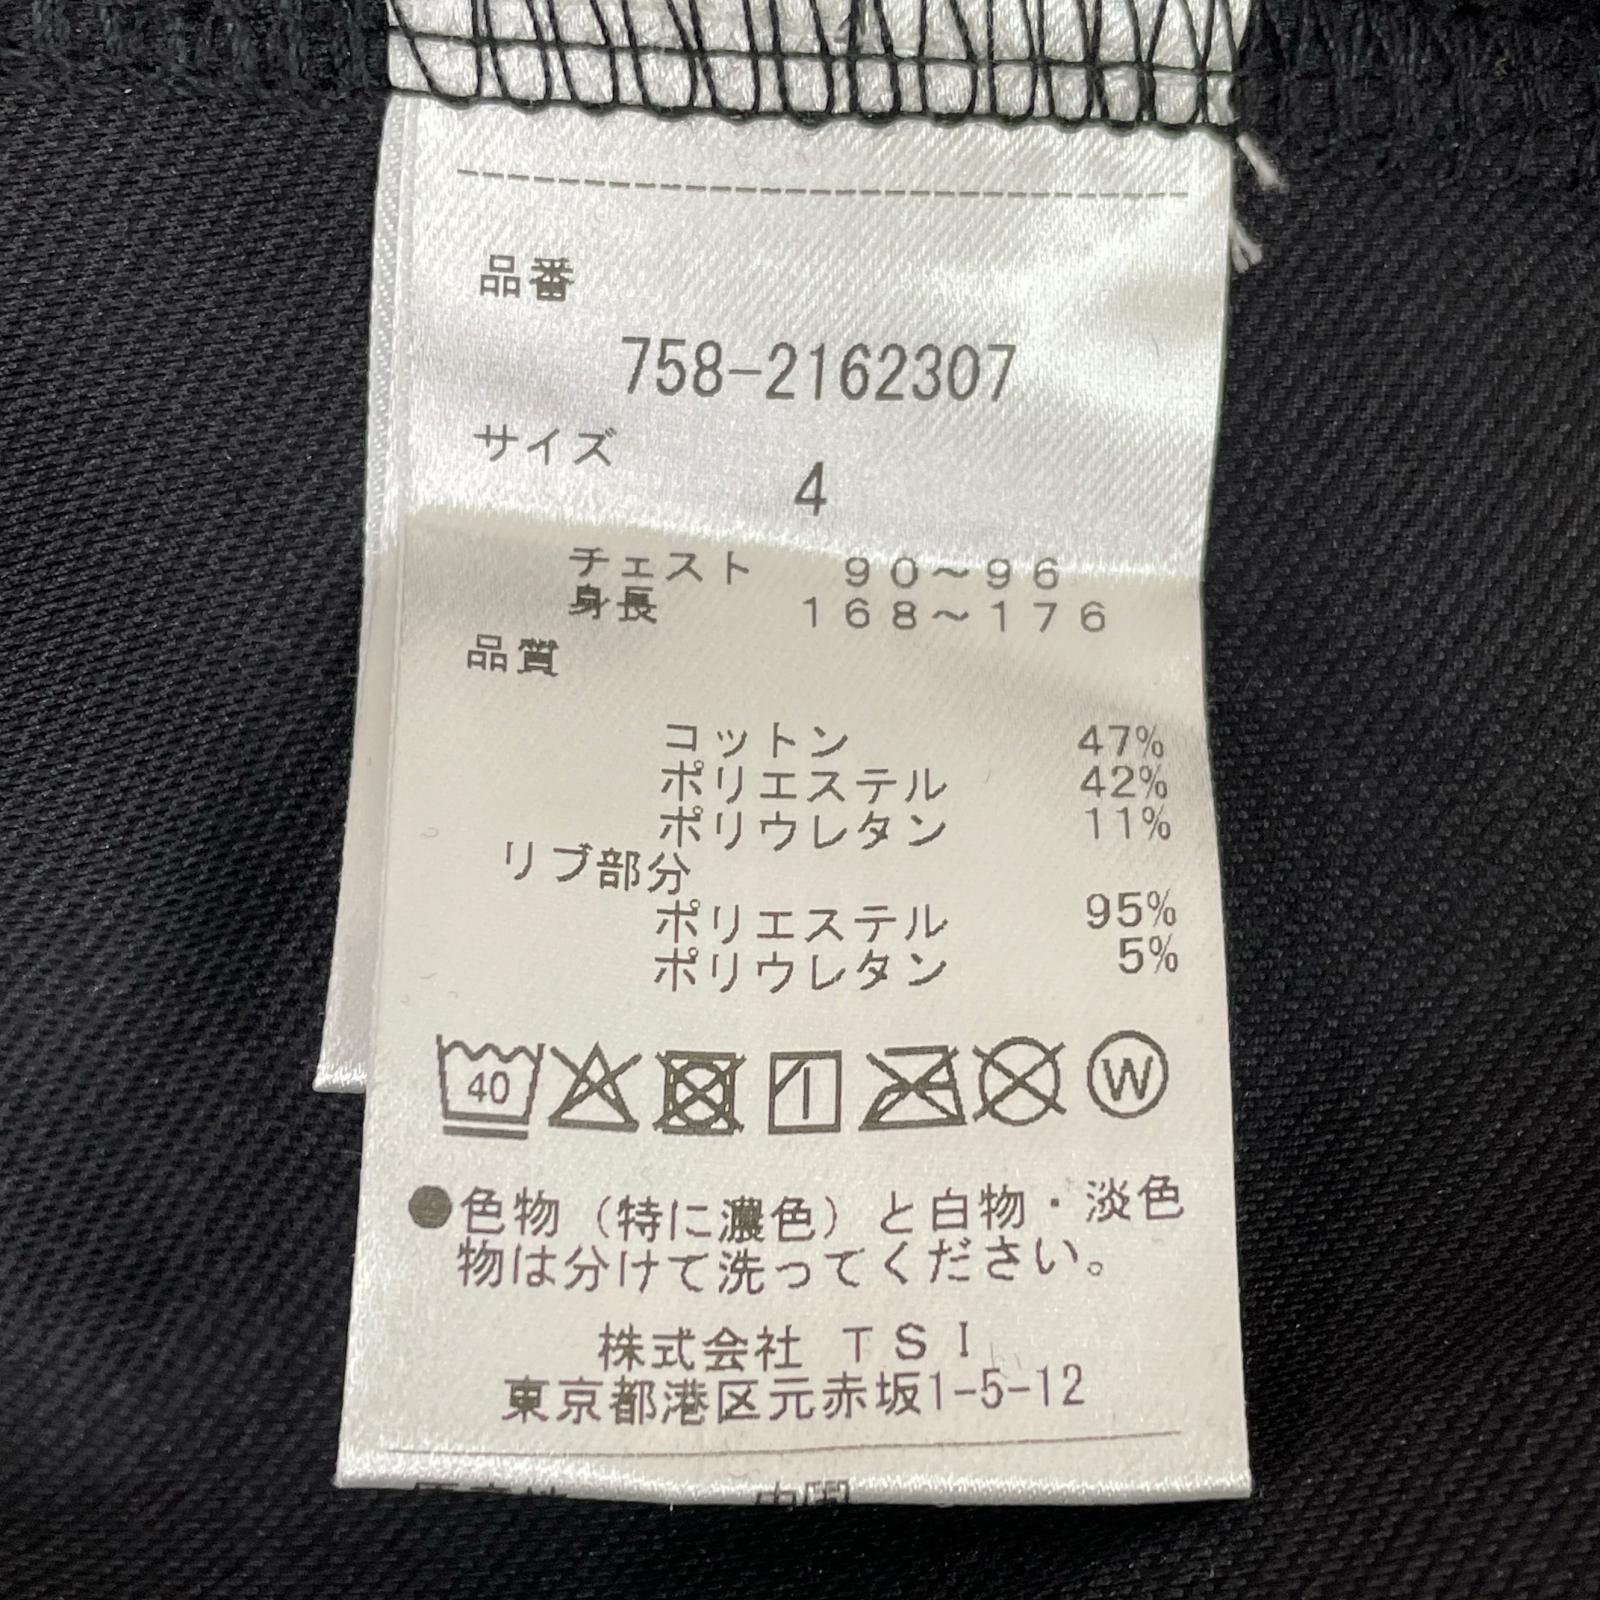 品番
758-2162307
サイズ
4
チェスト 90～96
身長 168～176
品質
コットン 47%
ポリエステル 42%
ポリウレタン 11%
リブ部分
ポリエステル 95%
ポリウレタン 5%
40 W
●色物（特に濃色）と白物・淡色
物は分けて洗ってください。
株式会社 TSI
東京都港区元赤坂1-5-12